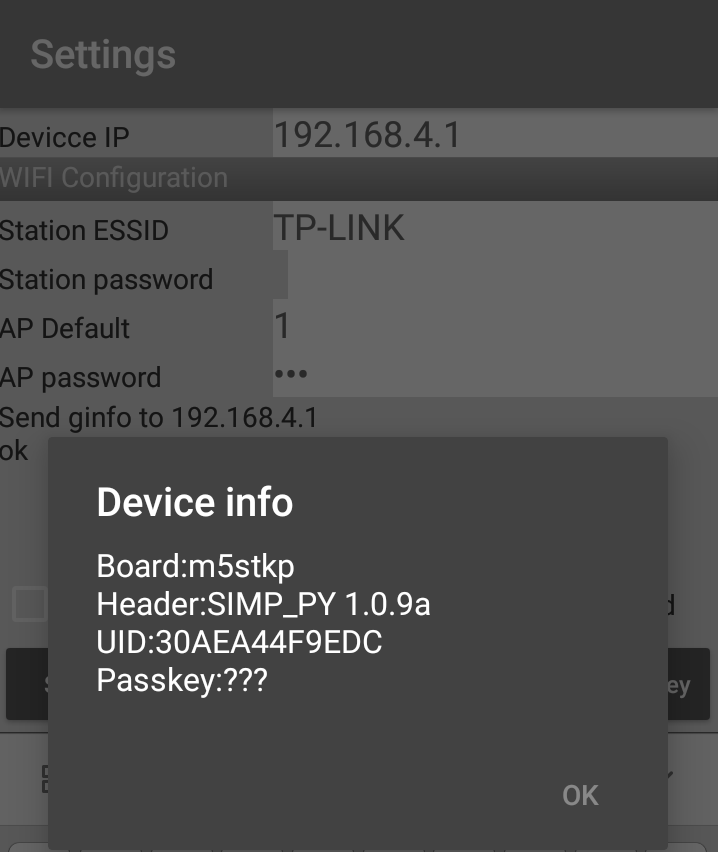 Settings
Devicce IP 192.168.4.1
WIFI Configuration
Station ESSID TP-LINK
Station password
AP Default 1
AP password •••
Send ginfo to 192.168.4.1
ok
Device info
Board:m5stkp
Header:SIMP_PY 1.0.9a
UID:30AEA44F9EDC
Passkey:???
OK